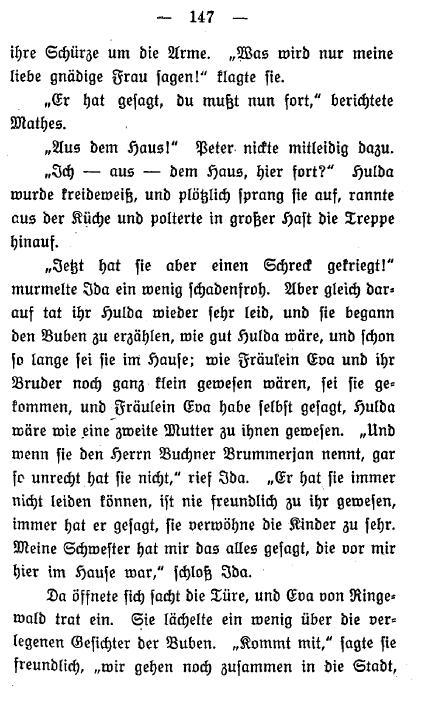 — 147 —
ihre Schürze um die Arme. „Was wird nur meine
liebe gnädige Frau sagen!“ klagte sie.
„Er hat gesagt, du mußt nun fort,“ berichtete
Mathes.
„Aus dem Haus!“ Peter nickte mitleidig dazu.
„Ich — aus — dem Haus, hier fort?“ Hulda
wurde kreideweiß, und plötzlich sprang sie auf, rannte
aus der Küche und polterte in großer Hast die Treppe
hinauf.
„Jetzt hat sie aber einen Schreck gekriegt!“
murmelte Ida ein wenig schadenfroh. Aber gleich dar-
auf tat ihr Hulda wieder sehr leid, und sie begann
den Buben zu erzählen, wie gut Hulda wäre, und schon
so lange sei sie im Hause; wie Fräulein Eva und ihr
Bruder noch ganz klein gewesen wären, sei sie ge-
kommen, und Fräulein Eva habe selbst gesagt, Hulda
wäre wie eine zweite Mutter zu ihnen gewesen. „Und
wenn sie den Herrn Buchner Brummerjan nennt, gar
so unrecht hat sie nicht,“ rief Ida. „Er hat sie immer
nicht leiden können, ist nie freundlich zu ihr gewesen,
immer hat er gesagt, sie verwöhne die Kinder zu sehr.
Meine Schwester hat mir das alles gesagt, die vor mir
hier im Hause war,“ schloß Ida.
Da öffnete sich sacht die Türe, und Eva von Ringe-
wald trat ein. Sie lächelte ein wenig über die ver-
legenen Gesichter der Buben. „Kommt mit,“ sagte sie
freundlich, „wir gehen noch zusammen in die Stadt,